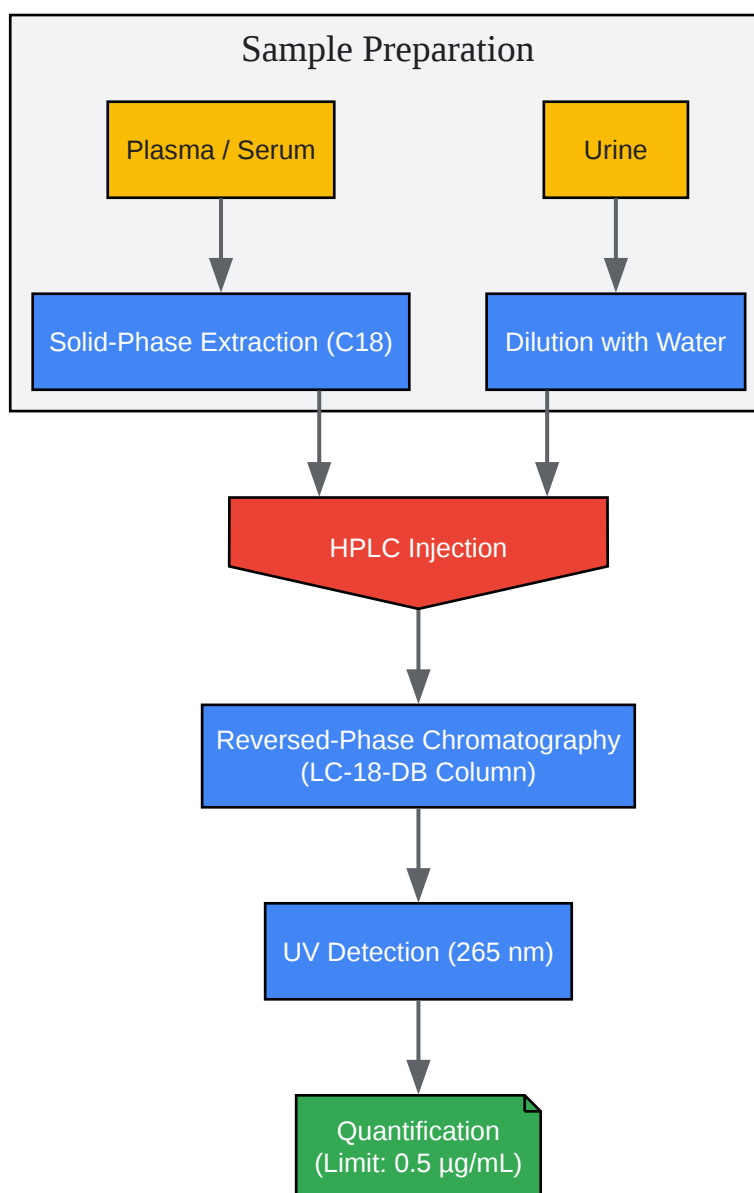 Sample Preparation
Plasma / Serum
Urine
Solid-Phase Extraction (C18)
Dilution with Water
HPLC Injection
Reversed-Phase Chromatography
(LC-18-DB Column)
UV Detection (265 nm)
Quantification
(Limit: 0.5 µg/mL)